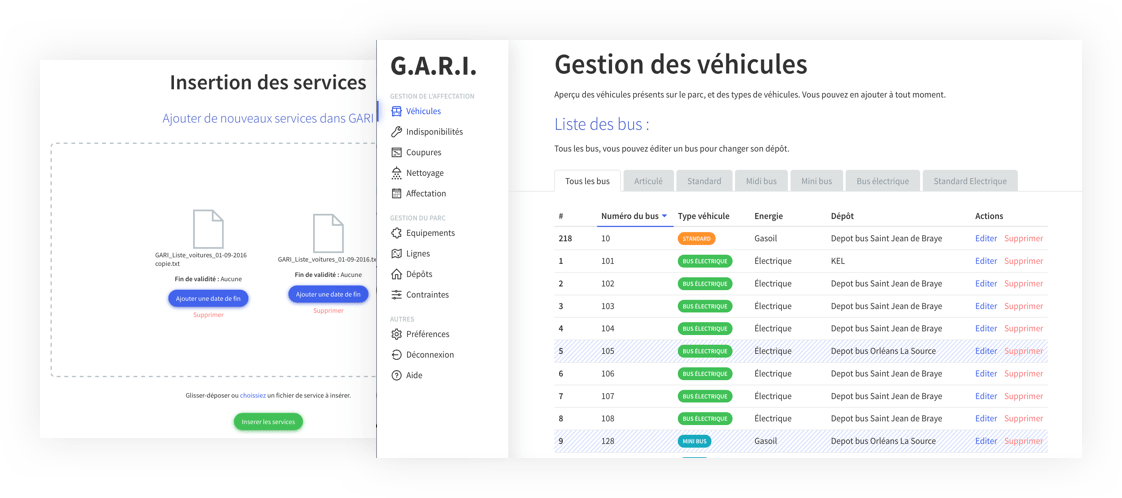 Insertion des services
Ajouter de nouveaux services dans GARI
GARI_Liste_voitures_01-09-2016
copie.txt
Fin de validité : Aucune
Ajouter une date de fin
Supprimer
GARI_Liste_voitures_01-09-2016.tx
Fin de validité : Aucune
Ajouter une date de fin
Supprimer
Glisser-déposer ou choisissiez un fichier de service à insérer.
Inserer les services
G.A.R.I.
GESTION DE L'AFFECTATION
Véhicules
Indisponibilités
Coupures
Nettoyage
Affectation
GESTION DU PARC
Equipements
Lignes
Dépôts
Contraintes
AUTRES
Préférences
Déconnexion
Aide
Gestion des véhicules
Aperçu des véhicules présents sur le parc, et des types de véhicules. Vous pouvez en ajouter à tout moment.
Liste des bus :
Tous les bus, vous pouvez éditer un bus pour changer son dépôt.
Tous les bus Articulé Standard Midi bus Mini bus Bus électrique Standard Electrique
# Numéro du bus Type véhicule Energie Dépôt Actions
218 10 STANDARD Gasoil Depot bus Saint Jean de Braye Editer Supprimer
1 101 BUS ÉLECTRIQUE Électrique KEL Editer Supprimer
2 102 BUS ÉLECTRIQUE Électrique Depot bus Saint Jean de Braye Editer Supprimer
3 103 BUS ÉLECTRIQUE Électrique Depot bus Saint Jean de Braye Editer Supprimer
4 104 BUS ÉLECTRIQUE Électrique Depot bus Saint Jean de Braye Editer Supprimer
5 105 BUS ÉLECTRIQUE Électrique Depot bus Orléans La Source Editer Supprimer
6 106 BUS ÉLECTRIQUE Électrique Depot bus Saint Jean de Braye Editer Supprimer
7 107 BUS ÉLECTRIQUE Électrique Depot bus Saint Jean de Braye Editer Supprimer
8 108 BUS ÉLECTRIQUE Électrique Depot bus Saint Jean de Braye Editer Supprimer
9 128 MINI BUS Gasoil Depot bus Orléans La Source Editer Supprimer